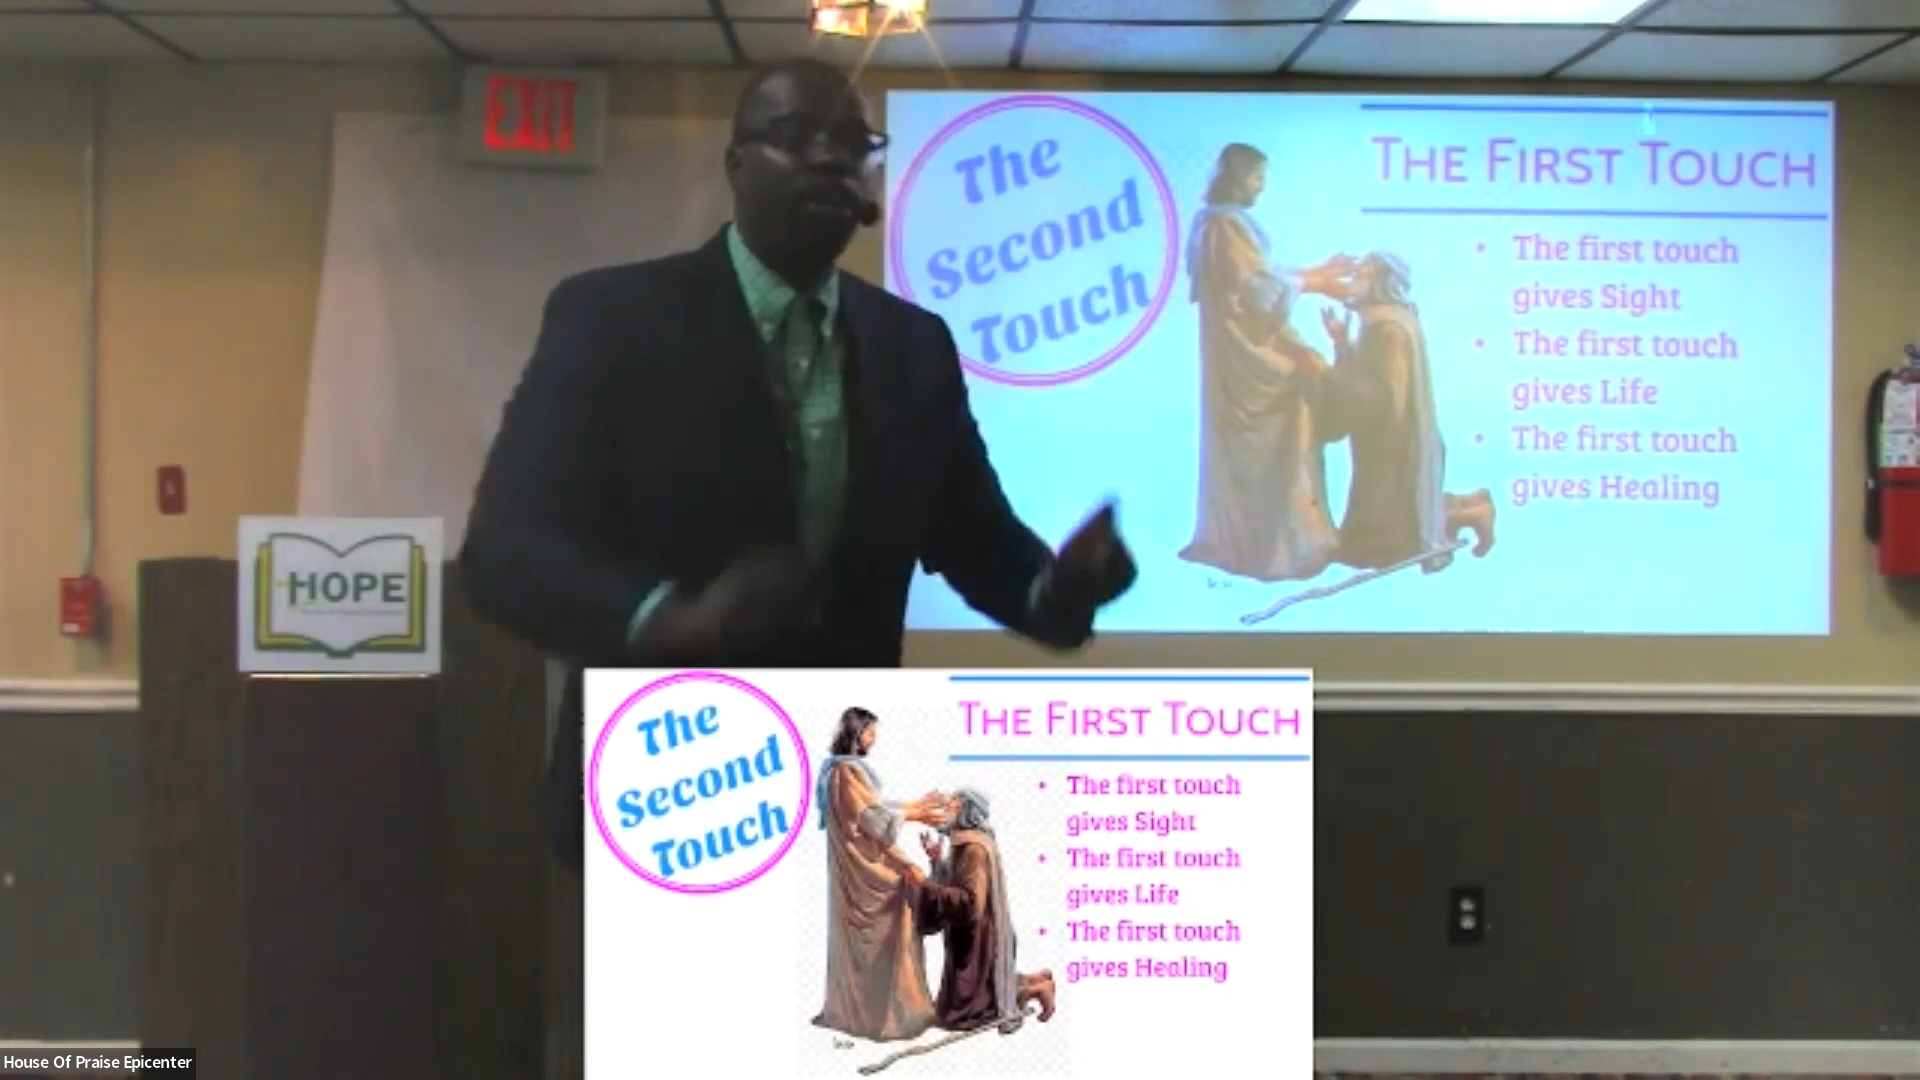 EXIT
The
Second
Touch
THE FIRST TOUCH
• The first touch
gives Sight
• The first touch
gives Life
• The first touch
gives Healing
HOPE
The
Second
Touch
THE FIRST TOUCH
• The first touch
gives Sight
• The first touch
gives Life
• The first touch
gives Healing
House Of Praise Epicenter